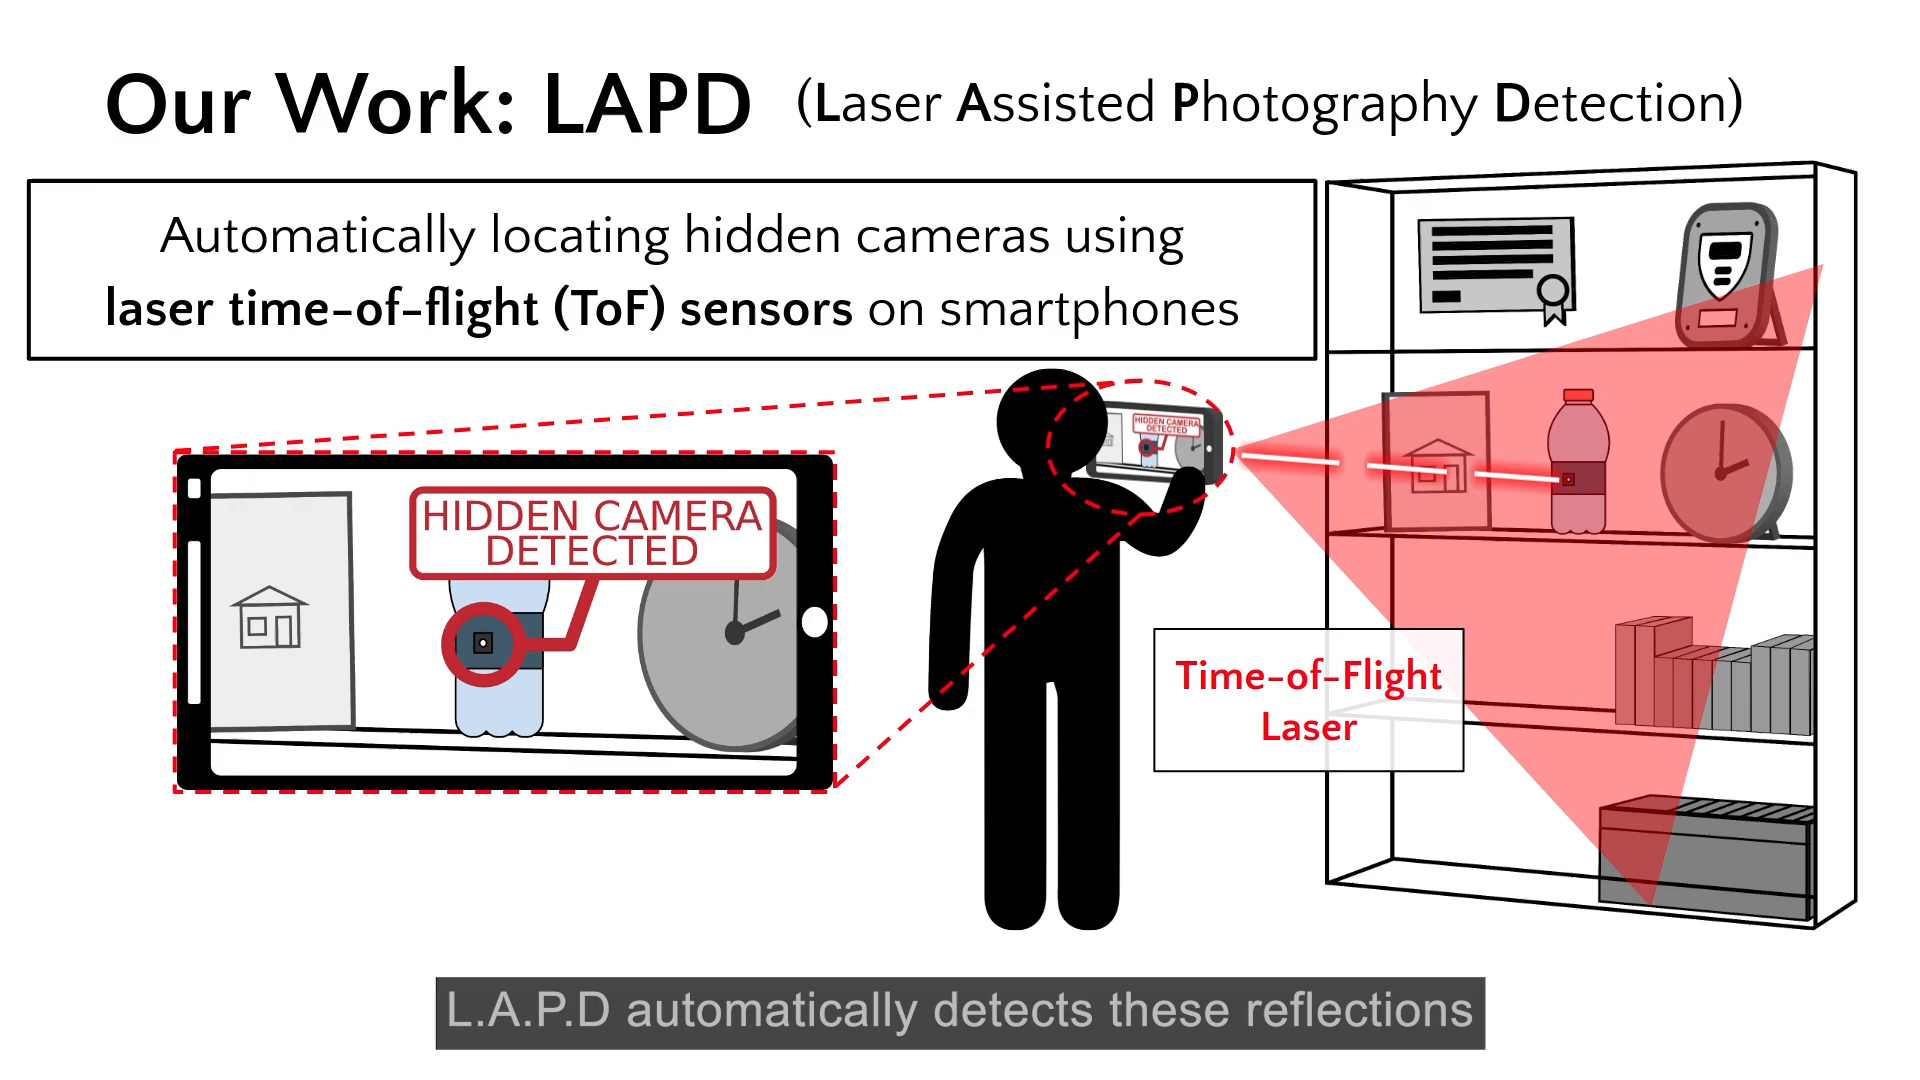 Our Work: LAPD (Laser Assisted Photography Detection)
Automatically locating hidden cameras using
laser time-of-flight (ToF) sensors on smartphones
HIDDEN CAMERA
DETECTED
HIDDEN CAMERA
DETECTED
Time-of-Flight
Laser
L.A.P.D automatically detects these reflections